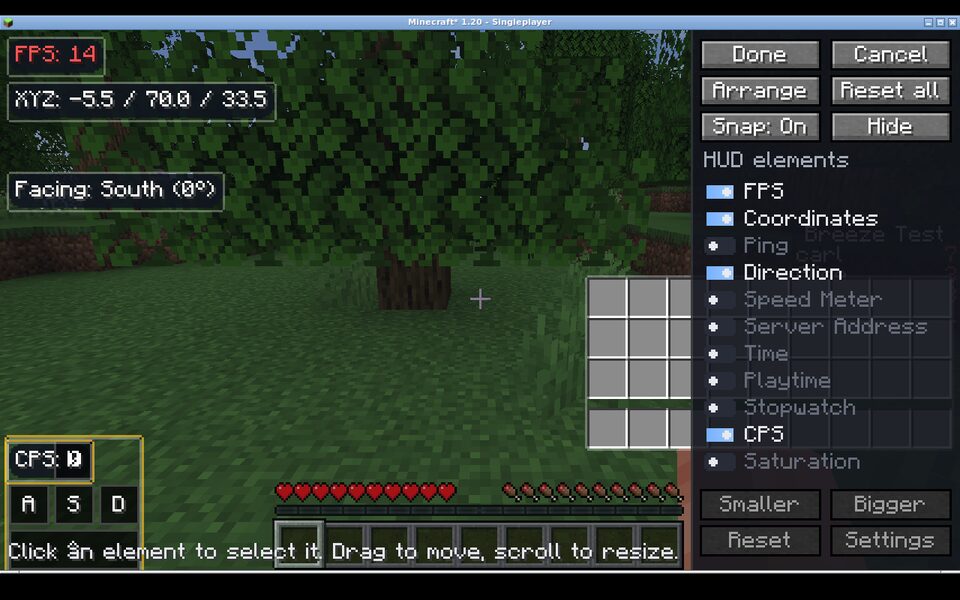 Minecraft* 1.20 - Singleplayer
FPS: 14
XYZ: -5.5 / 70.0 / 33.5
Facing: South (0°)
Done
Cancel
Arrange
Reset all
Snap: On
Hide
HUD elements
FPS
Coordinates
Breeze Test
Ping
carl
Direction
Speed Meter
Server Address
Time
Playtime
Stopwatch
CPS
Saturation
CPS: 0
A S D
Click an element to select it. Drag to move, scroll to resize.
Smaller
Bigger
Reset
Settings